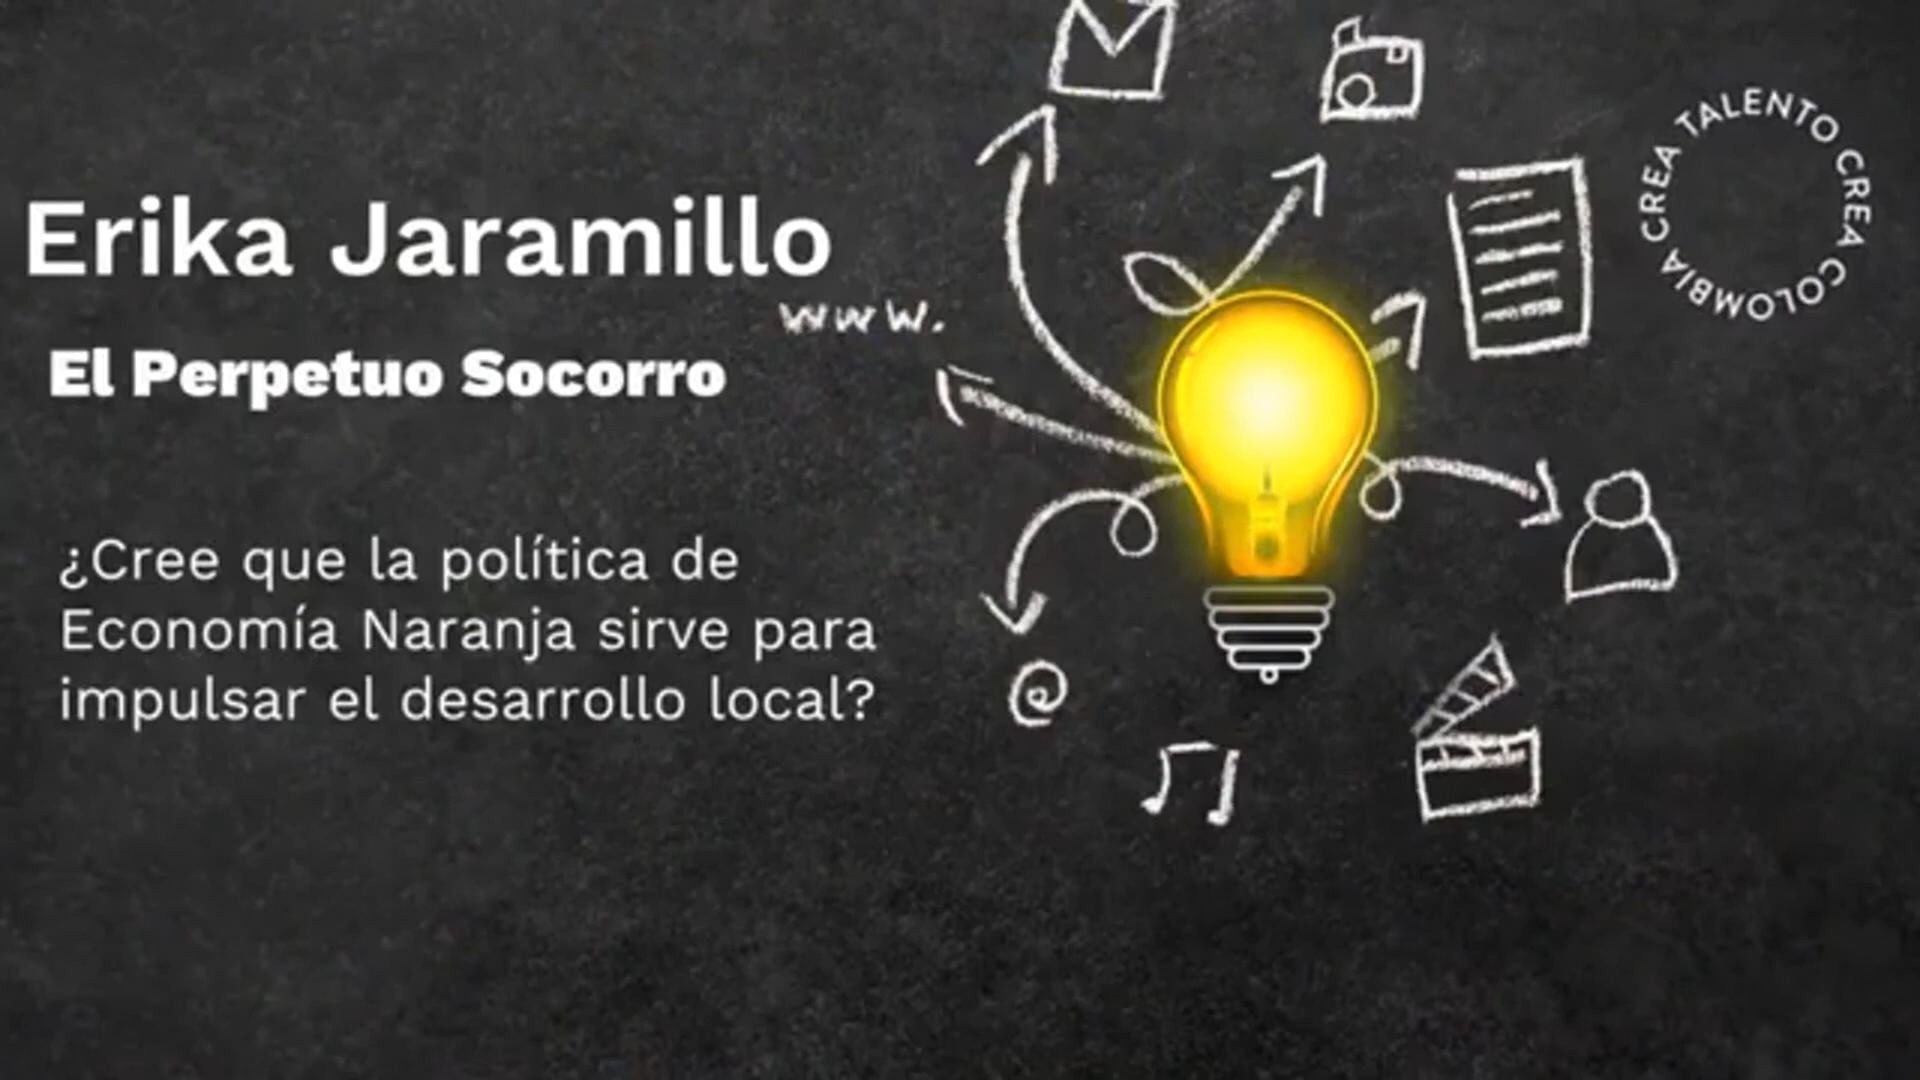 Erika Jaramillo
www.
El Perpetuo Socorro
¿Cree que la política de
Economía Naranja sirve para
impulsar el desarrollo local?
@
CREA TALENTO CREA COLOMBIA